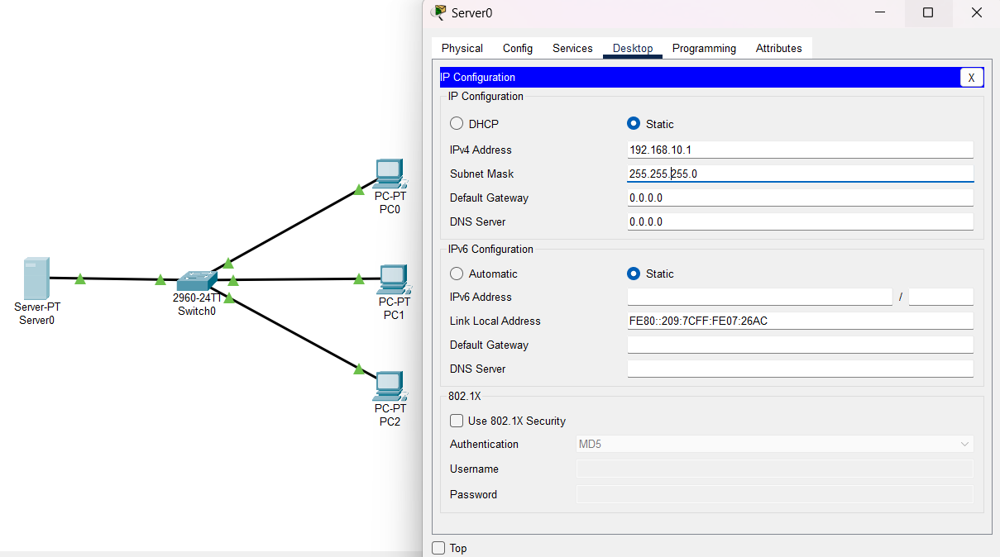 PC-PT
PC0
Server-PT
Server0
2960-24TT
Switch0
PC-PT
PC1
PC-PT
PC2
Server0
Physical Config Services Desktop Programming Attributes
IP Configuration X
IP Configuration
DHCP Static
IPv4 Address 192.168.10.1
Subnet Mask 255.255.255.0
Default Gateway 0.0.0.0
DNS Server 0.0.0.0
IPv6 Configuration
Automatic Static
IPv6 Address /
Link Local Address FE80::209:7CFF:FE07:26AC
Default Gateway
DNS Server
802.1X
Use 802.1X Security
Authentication MD5
Username
Password
Top